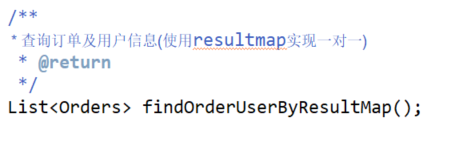 /**
* 查询订单及用户信息(使用resultmap实现一对一)
* @return
*/
List<Orders> findOrderUserByResultMap();